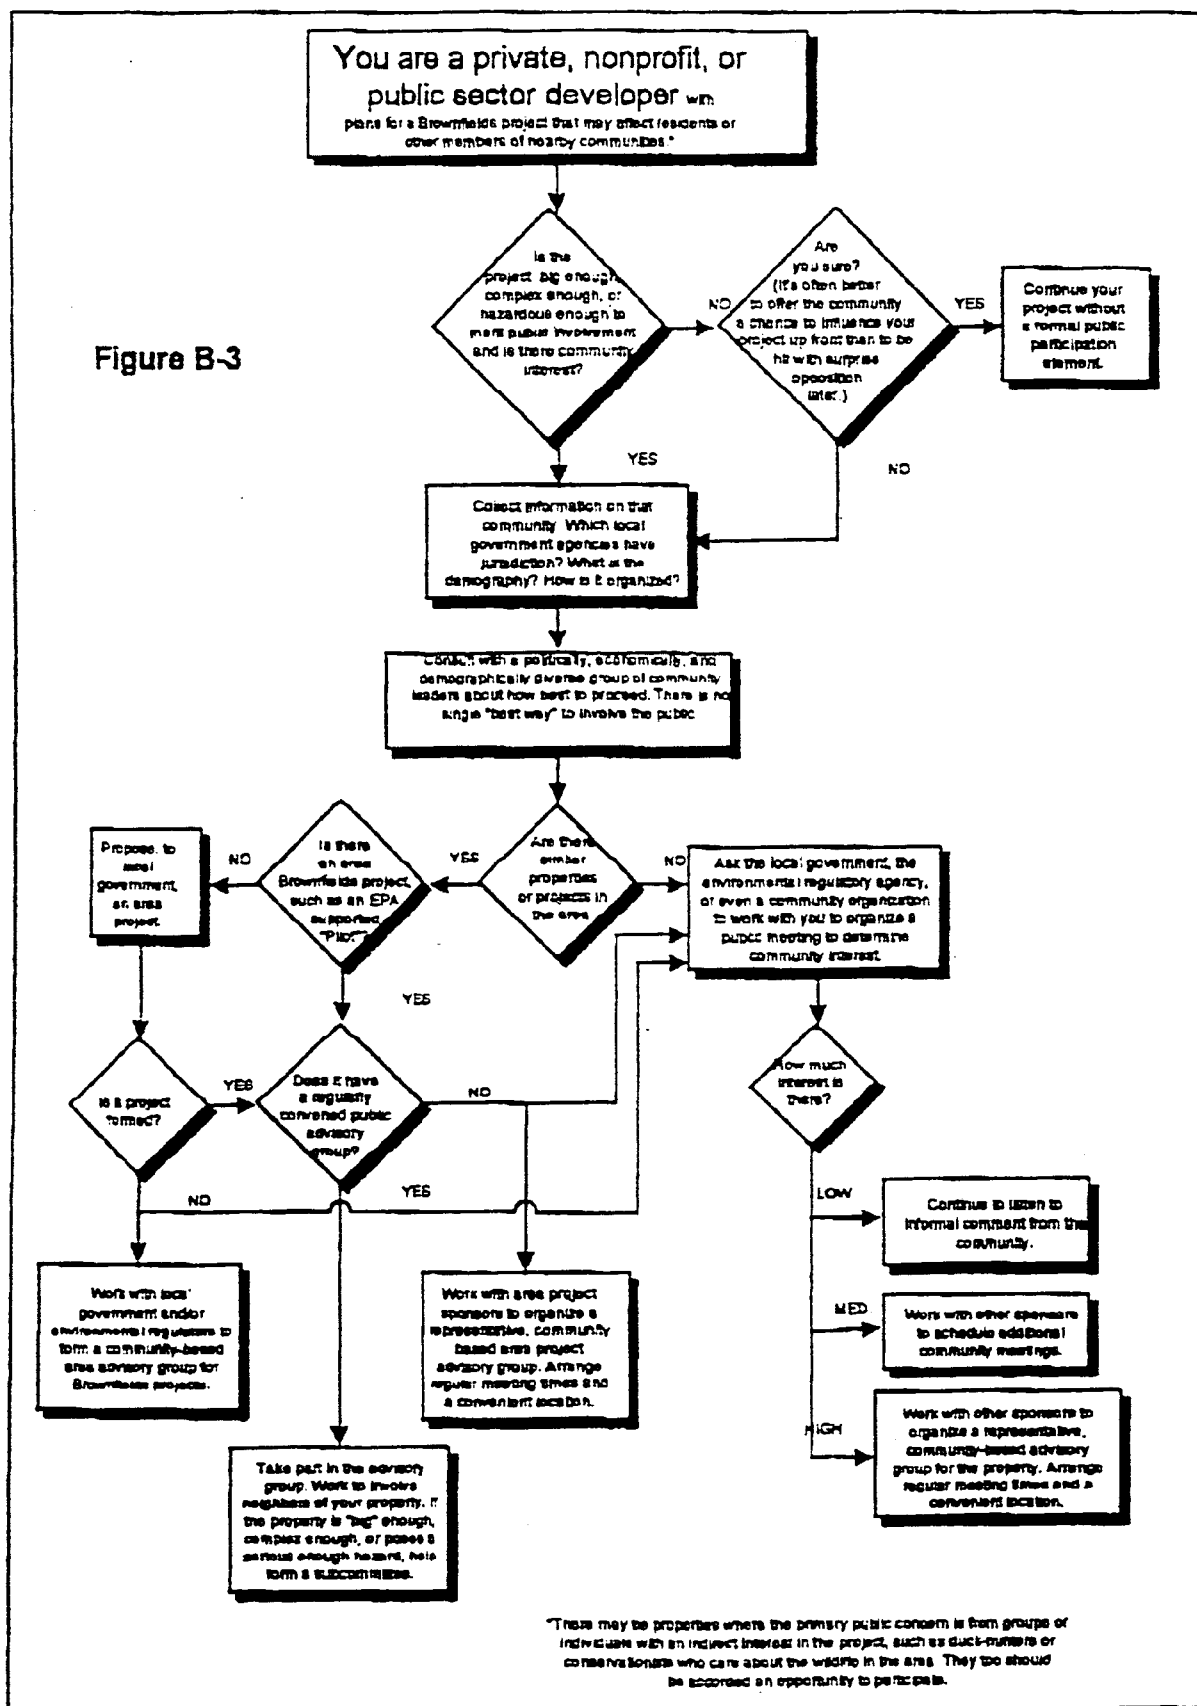 You are a private, nonprofit, or
public sector developer with
plans for a Brownfields project that may affect residents or
other members of nearby communities.*
Is the
project big enough,
complex enough, or
hazardous enough to
merit public involvement
and is there community
interest?
NO
Are
you sure?
(It's often better
to offer the community
a chance to influence your
project up front than to be
hit with surprise
opposition
later.)
YES
Continue your
project without
a formal public
participation
element.
Figure B-3
YES
NO
Collect information on that
community. Which local
government agencies have
jurisdiction? What is the
demography? How is it organized?
Consult with a politically, economically, and
demographically diverse group of community
leaders about how best to proceed. There is no
single "best way" to involve the public
Propose, to
local
government,
an area
project.
NO
Is there
an area
Brownfields project,
such as an EPA
supported
"Pilot"?
YES
Are there
similar
properties
or projects in
the area
NO
Ask the local government, the
environmental regulatory agency,
or even a community organization
to work with you to organize a
public meeting to determine
community interest.
YES
Is a project
formed?
YES
Does it have
a regularly
convened public
advisory
group?
NO
How much
interest is
there?
NO
YES
LOW
Continue to listen to
informal comment from the
community.
Work with local
government and/or
environmental regulators to
form a community-based
area advisory group for
Brownfields projects.
Work with area project
sponsors to organize a
representative, community
based area project
advisory group. Arrange
regular meeting times and
a convenient location.
MED
Work with other sponsors
to schedule additional
community meetings.
HIGH
Work with other sponsors to
organize a representative,
community-based advisory
group for the property. Arrange
regular meeting times and a
convenient location.
Take part in the advisory
group. Work to involve
neighbors of your property. If
the property is "big" enough,
complex enough, or poses a
serious enough hazard, help
form a subcommittee.
*There may be properties where the primary public concern is from groups or
individuals with an indirect interest in the project, such as duck-hunters or
conservationists who care about the wildlife in the area. They too should
be accorded an opportunity to participate.